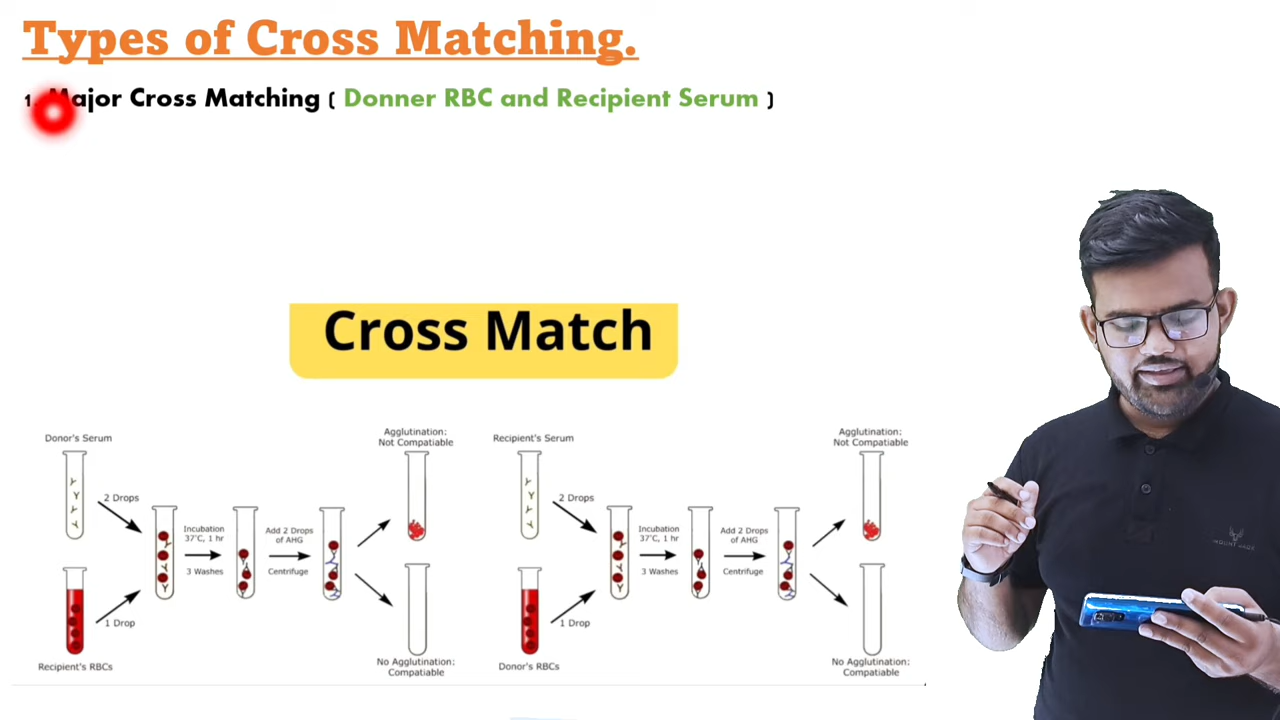 Types of Cross Matching.
1. Major Cross Matching ( Donner RBC and Recipient Serum )
Cross Match
Donor's Serum
2 Drops
Recipient's RBCs
1 Drop
Incubation
37°C, 1 hr
3 Washes
Add 2 Drops
of AHG
Centrifuge
Agglutination:
Not Compatiable
No Agglutination:
Compatiable
Recipient's Serum
2 Drops
Donor's RBCs
1 Drop
Incubation
37°C, 1 hr
3 Washes
Add 2 Drops
of AHG
Centrifuge
Agglutination:
Not Compatiable
No Agglutination:
Compatiable